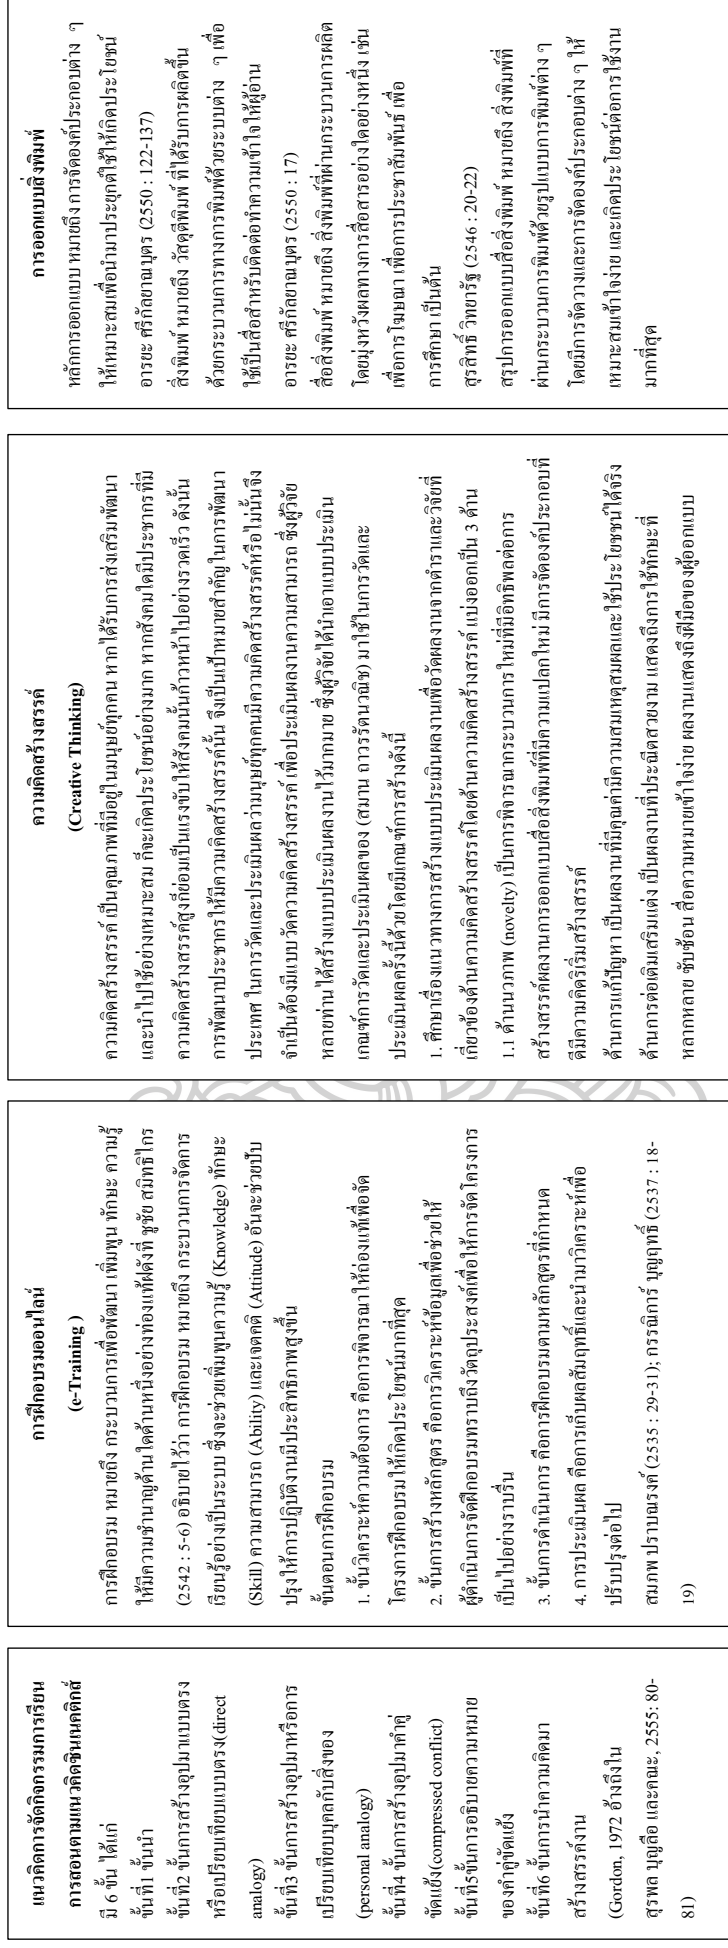 แนวคิดการจัดกิจกรรมการเรียน
การสอนตามแนวคิดซินเนคติกส์
มี 6 ขั้น ได้แก่
ขั้นที่1 ขั้นนำ
ขั้นที่2 ขั้นการสร้างอุปมาแบบตรง
หรือเปรียบเทียบแบบตรง(direct
analogy)
ขั้นที่3 ขั้นการสร้างอุปมาหรือการ
เปรียบเทียบบุคลกับสิ่งของ
(personal analogy)
ขั้นที่4 ขั้นการสร้างอุปมาคำคู่
ขัดแย้ง(compressed conflict)
ขั้นที่5ขั้นการอธิบายความหมาย
ของคำคู่ขัดแย้ง
ขั้นที่6 ขั้นการนำความคิดมา
สร้างสรรค์งาน
(Gordon, 1972 อ้างถึงใน
สุรพล บุญลือ และคณะ, 2555: 80-
81)
การฝึกอบรมออนไลน์
(e-Training )
การฝึกอบรม หมายถึง กระบวนการเพื่อพัฒนา เพิ่มพูน ทักษะ ความรู้
ให้มีความชำนาญด้านใดด้านหนึ่งอย่างท่องแท้ฝดังที่ ชูชัย สมิทธิไกร
(2542 : 5-6) อธิบายไว้ว่า การฝึกอบรม หมายถึง กระบวนการจัดการ
เรียนรู้อย่างเป็นระบบ ซึ่งจะช่วยเพิ่มพูนความรู้ (Knowledge) ทักษะ
(Skill) ความสามารถ (Ability) และเจตคติ (Attitude) อันจะช่วยปับ
ปรุงให้การปฏิบัติงานมีประสิทธิภาพสูงขึ้น
ขั้นตอนการฝึกอบรม
1. ขั้นวิเคราะห์ความต้องการ คือการพิจารณาให้ถ่องแท้เพื่อจัด
โครงการฝึกอบรมให้เกิดประโยชน์มากที่สุด
2. ขั้นการสร้างหลักสูตร คือการวิเคราะห์ข้อมูลเพื่อช่วยให้
ผู้ดำเนินการจัดฝึกอบรมทราบถึงวัตถุประสงค์เพื่อให้การจัดโครงการ
เป็นไปอย่างราบรื่น
3. ขั้นการดำเนินการ คือการฝึกอบรมตามหลักสูตรที่กำหนด
4. การประเมินผล คือการเก็บผลสัมฤทธิ์และนำมาวิเคราะห์เพื่อ
ปรับปรุงต่อไป
สมภพ ปราบณรงค์ (2535 : 29-31); กรรณิการ์ บุญฤทธิ์ (2537 : 18-
19)
ความคิดสร้างสรรค์
(Creative Thinking)
ความคิดสร้างสรรค์ เป็นคุณภาพที่มีอยู่ในมนุษย์ทุกคน หากได้รับการส่งเสริมพัฒนา
และนำไปใช้อย่างเหมาะสม ก็จะเกิดประโยชน์อย่างมาก หากสังคมใดมีประชากรที่มี
ความคิดสร้างสรรค์สูงก็ย่อมเป็นแรงขับให้สังคมนั้นก้าวหน้าไปอย่างรวดเร็ว ดังนั้น
การพัฒนาประชากรให้มีความคิดสร้างสรรค์นั้น จึงเป็นเป้าหมายสำคัญในการพัฒนา
ประเทศ ในการวัดและประเมินผลว่ามนุษย์ทุกคนมีความคิดสร้างสรรค์หรือไม่นั้นจึง
จำเป็นต้องมีแบบวัดความคิดสร้างสรรค์ เพื่อประเมินผลงานความสามารถ ซึ่งผู้วิจัย
หลายท่านได้สร้างแบบประเมินผลงานไว้มากมาย ซึ่งผู้วิจัยได้นำเอาแบบประเมิน
เกณฑ์การวัดและประเมินผลของ (สมาน ถาวรรัตนวณิช) มาใช้ในการวัดและ
ประเมินผลครั้งนี้ด้วยโดยมีเกณฑ์การสร้างดังนี้
1. ศึกษาเรื่องแนวทางการสร้างแบบประเมินผลงานเพื่อวัดผลงานจากตำราและวิจัยที่
เกี่ยวข้องด้านความคิดสร้างสรรค์โดยด้านความคิดสร้างสรรค์ แบ่งออกเป็น 3 ด้าน
1.1 ด้านนวภาพ (novelty) เป็นการพิจารณากระบวนการใหม่ที่มีอิทธิพลต่อการ
สร้างสรรค์ผลงานการออกแบบสื่อสิ่งพิมพ์ที่มีความแปลกใหม่ มีการจัดองค์ประกอบที่
ดีมีความคิดริเริ่มสร้างสรรค์
ด้านการแก้ปัญหา เป็นผลงานที่มีคุณค่ามีความสมเหตุสมผลและใช้ประโยชน์ได้จริง
ด้านการต่อเติมเสริมแต่ง เป็นผลงานที่ประณีตสวยงาม แสดงถึงการใช้ทักษะที่
หลากหลาย ซับซ้อน สื่อความหมายเข้าใจง่าย ผลงานแสดงถึงฝีมือของผู้ออกแบบ
การออกแบบสิ่งพิมพ์
หลักการออกแบบ หมายถึง การจัดองค์ประกอบต่าง ๆ
ให้เหมาะสมเพื่อนำมาประยุกต์ใช้ให้เกิดประโยชน์
อารยะ ศรีกัลยาณบุตร (2550 : 122-137)
สิ่งพิมพ์ หมายถึง วัสดุตีพิมพ์ ที่ได้รับการผลิตขึ้น
ด้วยกระบวนการทางการพิมพ์ด้วยระบบต่าง ๆ เพื่อ
ใช้เป็นสื่อสำหรับติดต่อทำความเข้าใจให้ผู้อ่าน
อารยะ ศรีกัลยาณบุตร (2550 : 17)
สื่อสิ่งพิมพ์ หมายถึง สิ่งพิมพ์ที่ผ่านกระบวนการผลิต
โดยมุ่งหวังผลทางการสื่อสารอย่างใดอย่างหนึ่ง เช่น
เพื่อการโฆษณา เพื่อการประชาสัมพันธ์ เพื่อ
การศึกษา เป็นต้น
สุรสิทธิ์ วิทยารัฐ (2546 : 20-22)
สรุปการออกแบบสื่อสิ่งพิมพ์ หมายถึง สิ่งพิมพ์ที่
ผ่านกระบวนการพิมพ์ด้วยรูปแบบการพิมพ์ต่าง ๆ
โดยมีการจัดวางและการจัดองค์ประกอบต่าง ๆ ให้
เหมาะสมเข้าใจง่าย และเกิดประโยชน์ต่อการใช้งาน
มากที่สุด